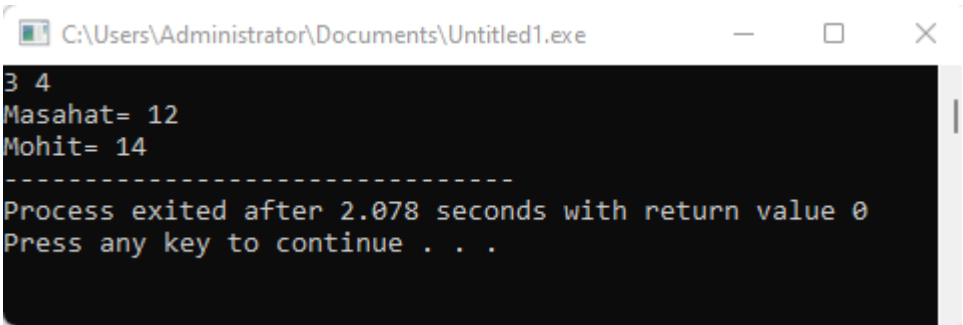 C:\Users\Administrator\Documents\Untitled1.exe
3 4
Masahat= 12
Mohit= 14
--------------------------------
Process exited after 2.078 seconds with return value 0
Press any key to continue . . .